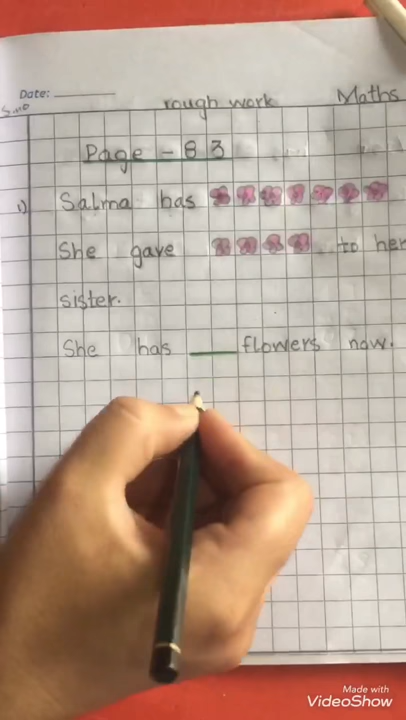 Date:
S.no
rough work
Maths
Page - 83
1) Salma has
She gave to her
sister.
She has ___ flowers now.
Made with
VideoShow